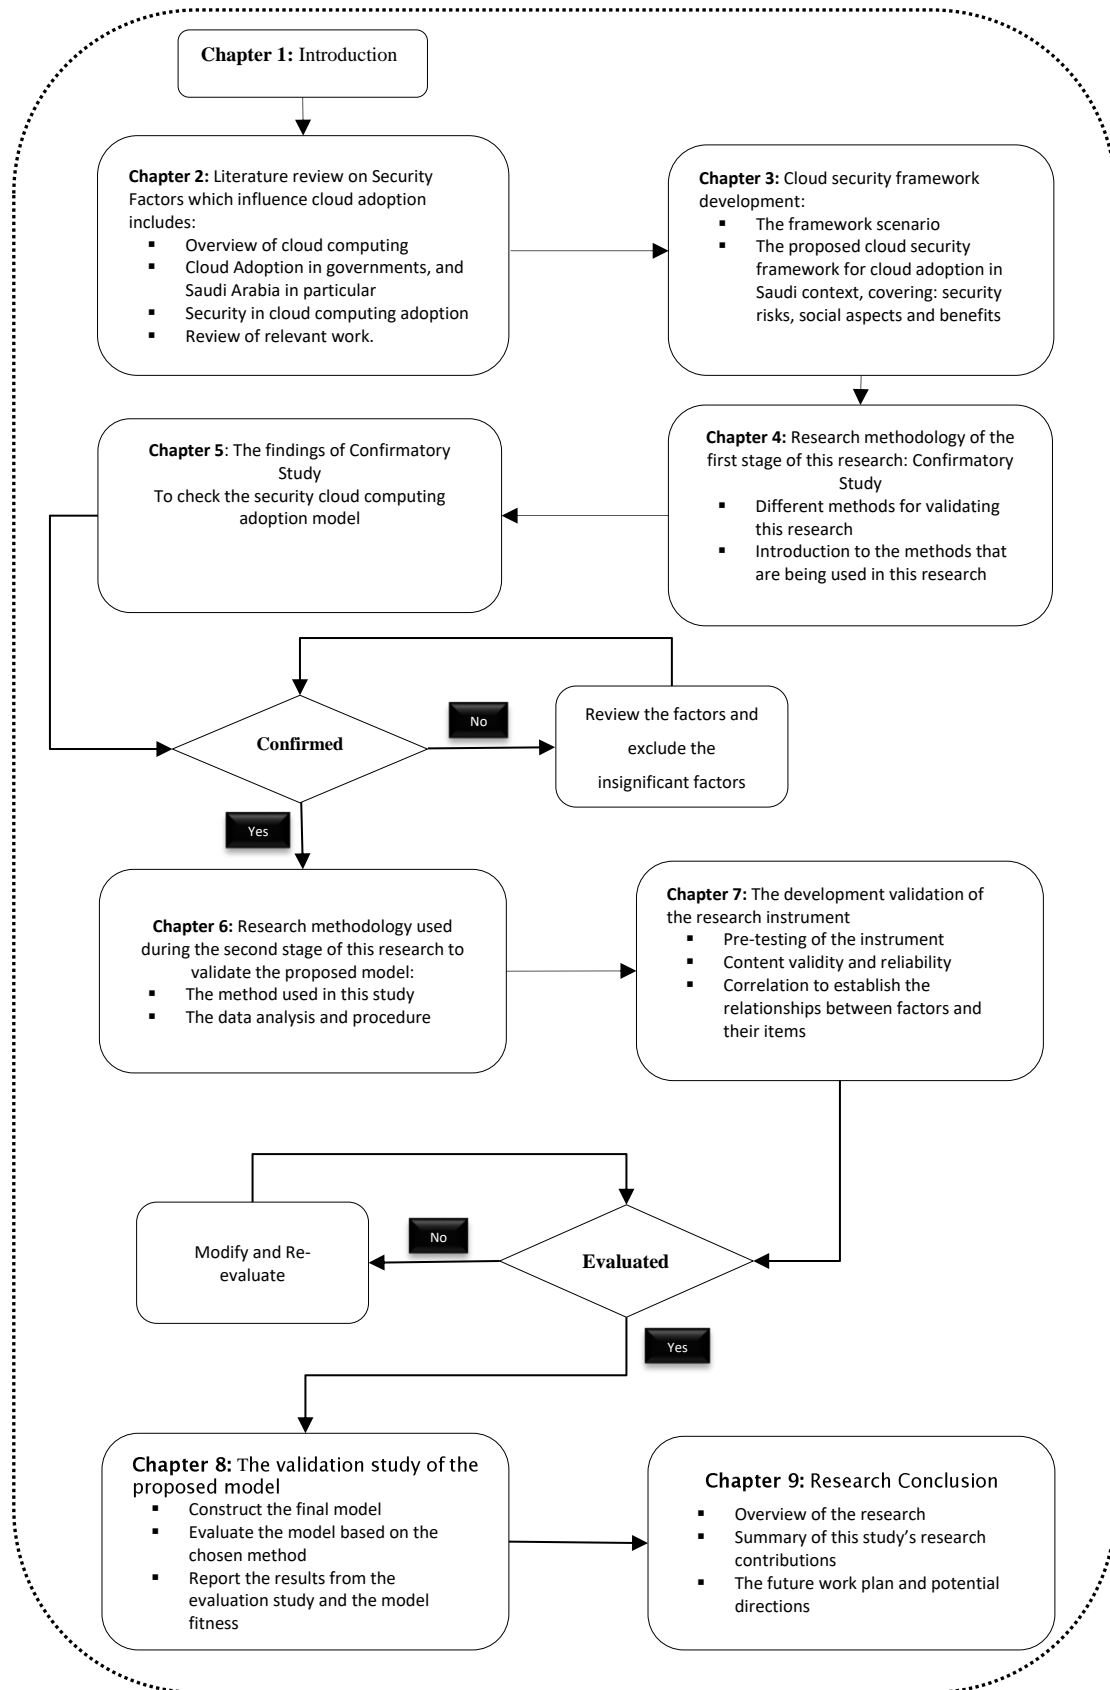 Chapter 1: Introduction
Chapter 2: Literature review on Security
Factors which influence cloud adoption
includes:
▪ Overview of cloud computing
▪ Cloud Adoption in governments, and
Saudi Arabia in particular
▪ Security in cloud computing adoption
▪ Review of relevant work.
Chapter 3: Cloud security framework
development:
▪ The framework scenario
▪ The proposed cloud security
framework for cloud adoption in
Saudi context, covering: security
risks, social aspects and benefits
Chapter 4: Research methodology of the
first stage of this research: Confirmatory
Study
▪ Different methods for validating
this research
▪ Introduction to the methods that
are being used in this research
Chapter 5: The findings of Confirmatory
Study
To check the security cloud computing
adoption model
Confirmed
No
Review the factors and
exclude the
insignificant factors
Yes
Chapter 6: Research methodology used
during the second stage of this research to
validate the proposed model:
▪ The method used in this study
▪ The data analysis and procedure
Chapter 7: The development validation of
the research instrument
▪ Pre-testing of the instrument
▪ Content validity and reliability
▪ Correlation to establish the
relationships between factors and
their items
Evaluated
No
Modify and Re-
evaluate
Yes
Chapter 8: The validation study of the
proposed model
▪ Construct the final model
▪ Evaluate the model based on the
chosen method
▪ Report the results from the
evaluation study and the model
fitness
Chapter 9: Research Conclusion
▪ Overview of the research
▪ Summary of this study’s research
contributions
▪ The future work plan and potential
directions